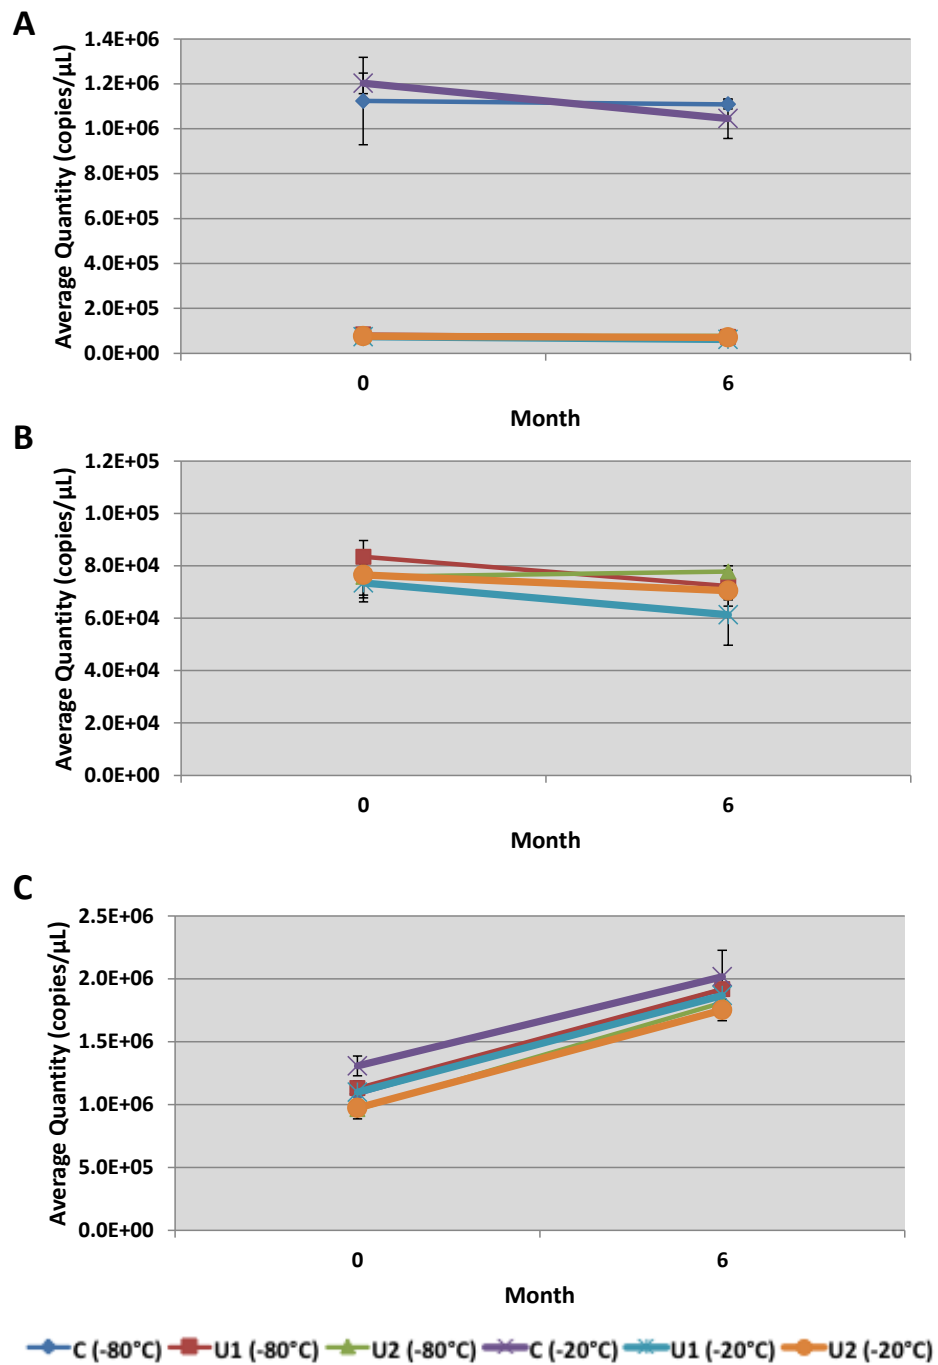 A
Average Quantity (copies/µL)
1.4E+06
1.2E+06
1.0E+06
8.0E+05
6.0E+05
4.0E+05
2.0E+05
0.0E+00
0 6
Month
B
Average Quantity (copies/µL)
1.2E+05
1.0E+05
8.0E+04
6.0E+04
4.0E+04
2.0E+04
0.0E+00
0 6
Month
C
Average Quantity (copies/µL)
2.5E+06
2.0E+06
1.5E+06
1.0E+06
5.0E+05
0.0E+00
0 6
Month
C (-80°C) U1 (-80°C) U2 (-80°C) C (-20°C) U1 (-20°C) U2 (-20°C)